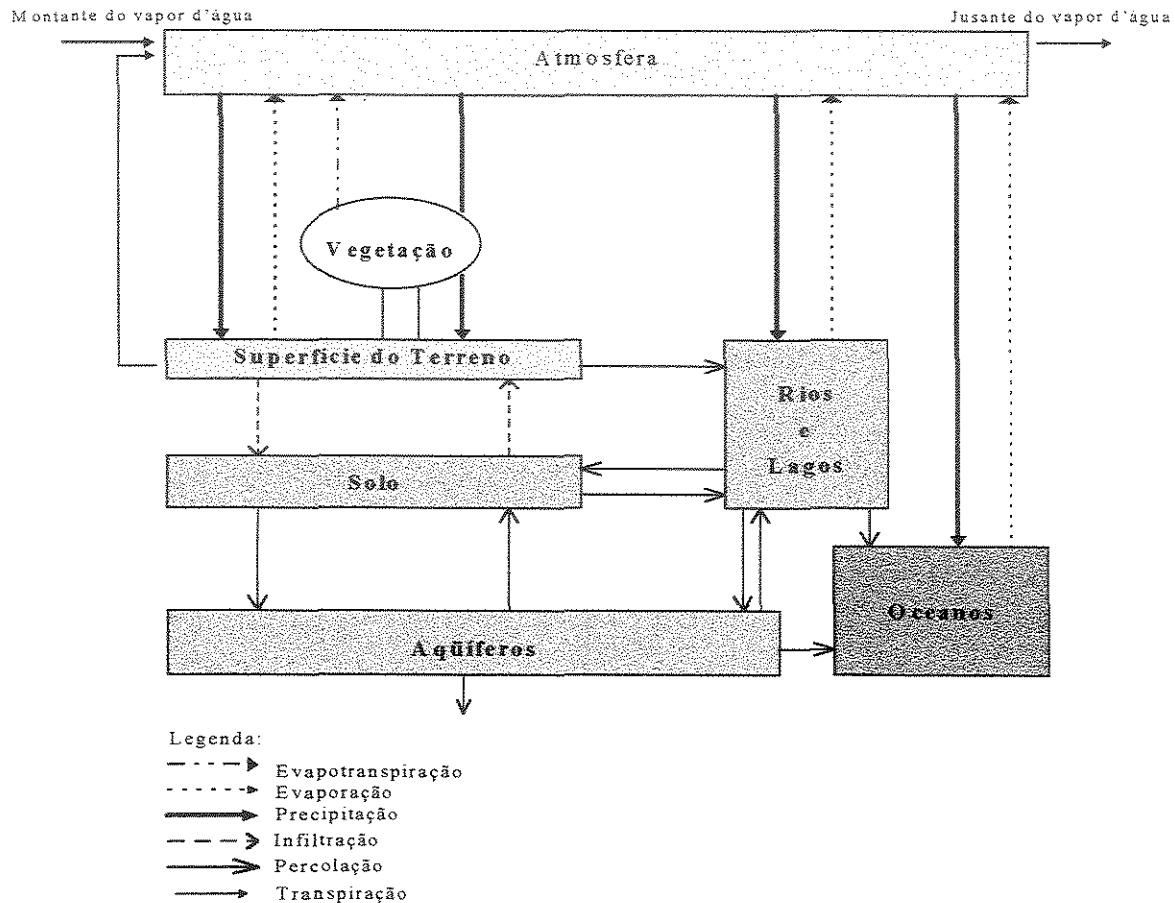 Montante do vapor d'água
Jusante do vapor d'água
Atmosfera
Vegetação
Superfície do Terreno
Rios
e
Lagos
Solo
Oceanos
Aqüíferos
Legenda:
Evapotranspiração
Evaporação
Precipitação
Infiltração
Percolação
Transpiração